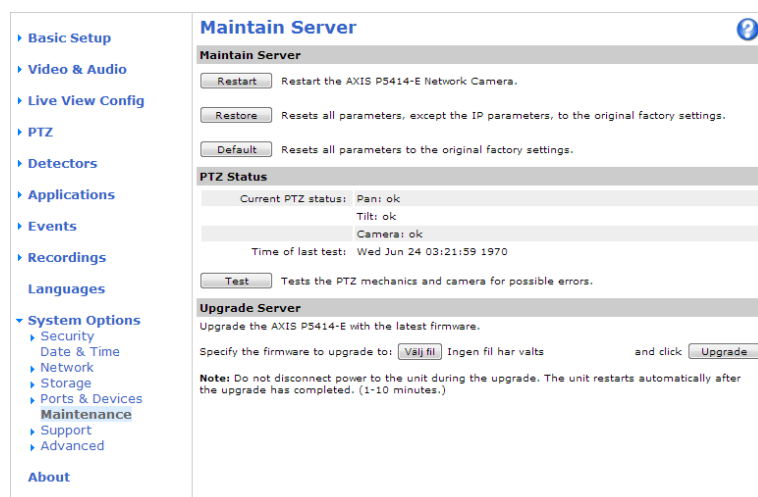 Basic Setup
Video & Audio
Live View Config
PTZ
Detectors
Applications
Events
Recordings
Languages
System Options
Security
Date & Time
Network
Storage
Ports & Devices
Maintenance
Support
Advanced
About
Maintain Server
?
Maintain Server
Restart Restart the AXIS P5414-E Network Camera.
Restore Resets all parameters, except the IP parameters, to the original factory settings.
Default Resets all parameters to the original factory settings.
PTZ Status
Current PTZ status: Pan: ok
Tilt: ok
Camera: ok
Time of last test: Wed Jun 24 03:21:59 1970
Test Tests the PTZ mechanics and camera for possible errors.
Upgrade Server
Upgrade the AXIS P5414-E with the latest firmware.
Specify the firmware to upgrade to: Välj fil Ingen fil har valts and click Upgrade
Note: Do not disconnect power to the unit during the upgrade. The unit restarts automatically after
the upgrade has completed. (1-10 minutes.)